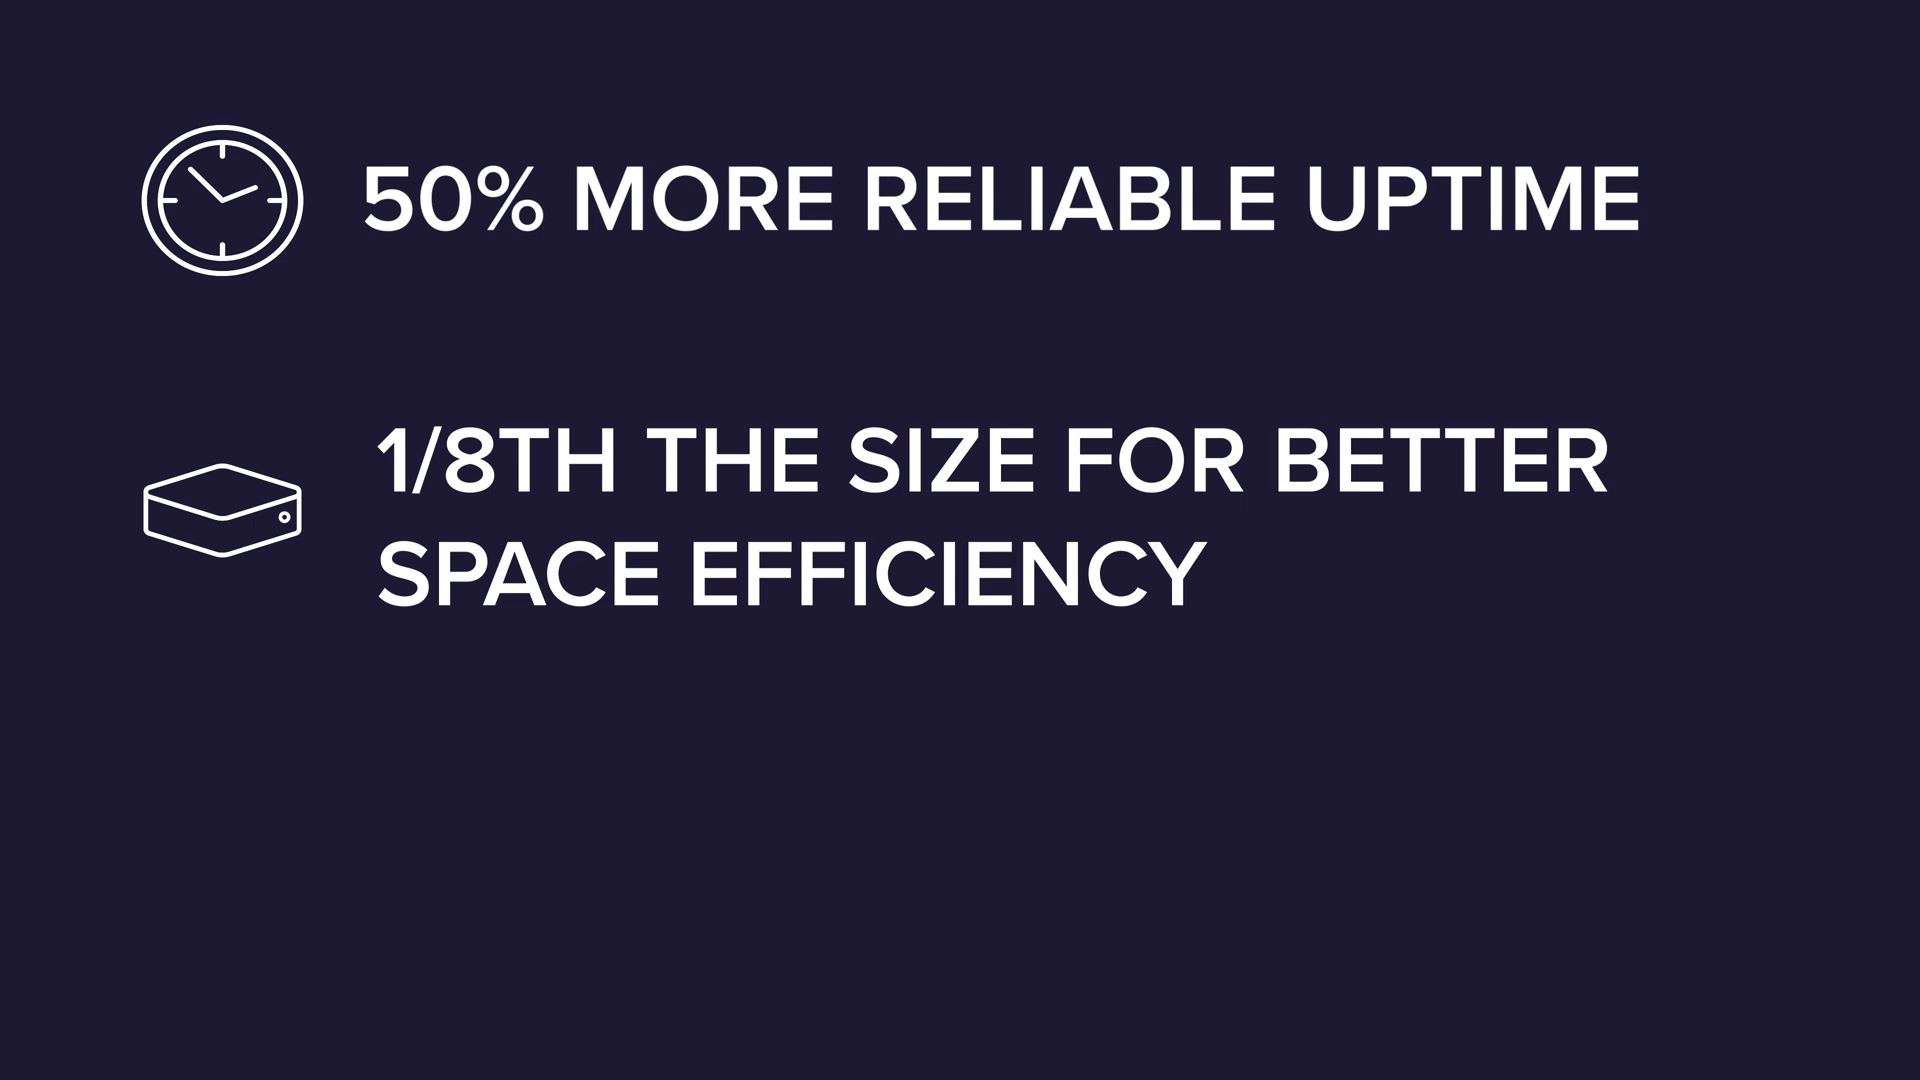 50% MORE RELIABLE UPTIME
1/8TH THE SIZE FOR BETTER
SPACE EFFICIENCY